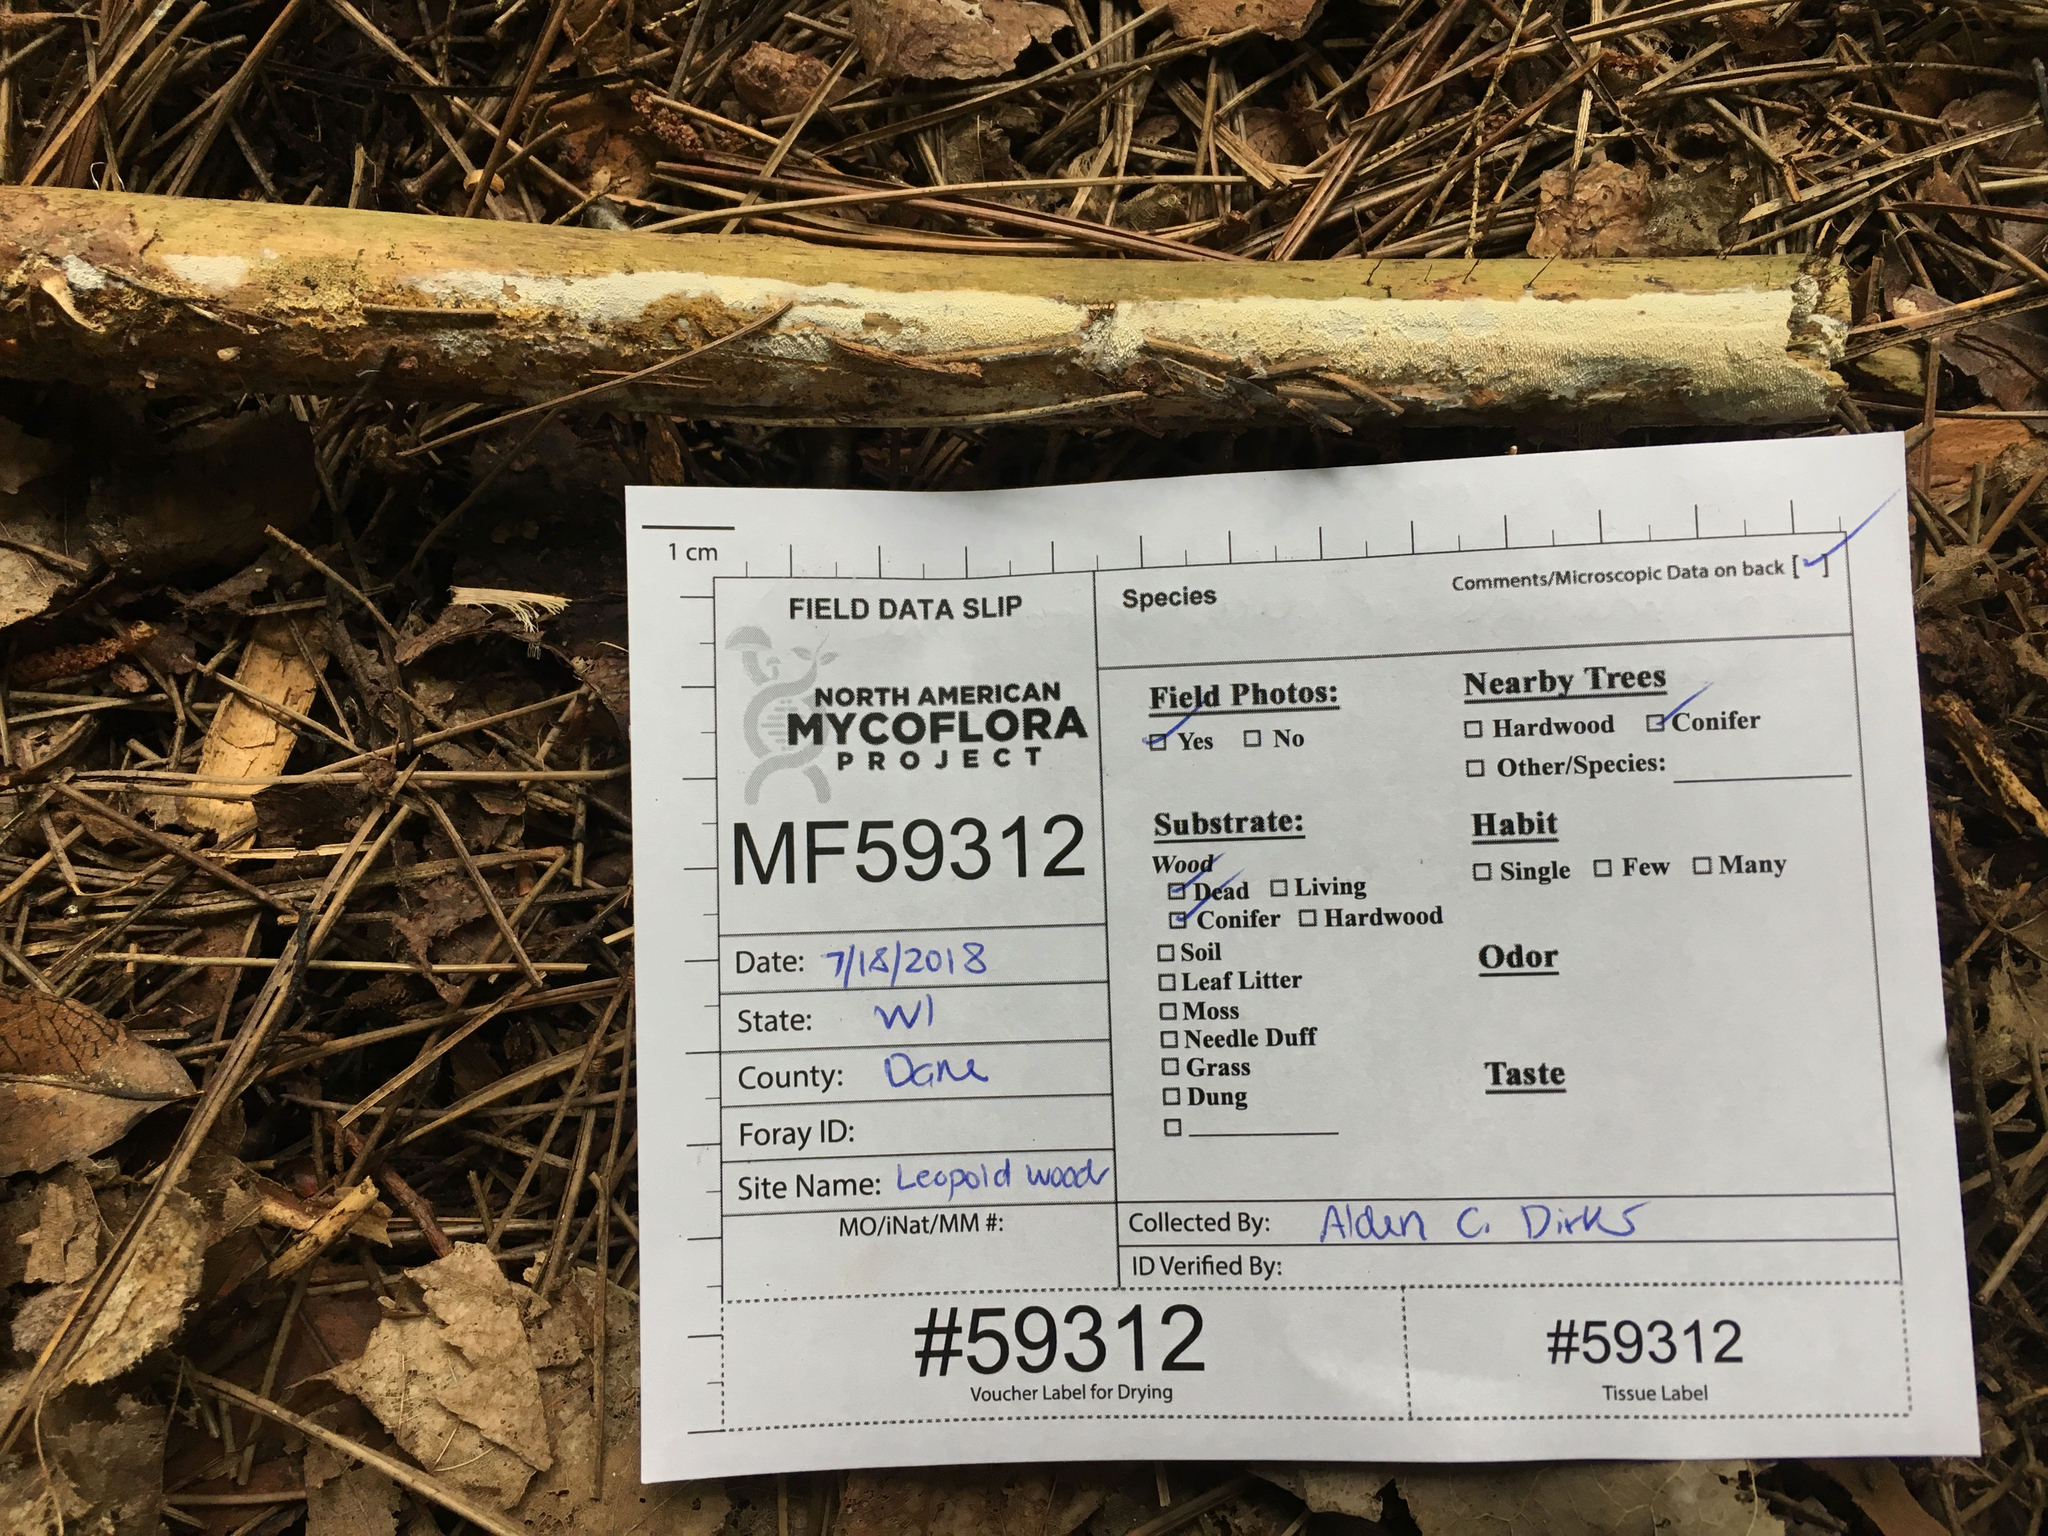 1 cm
FIELD DATA SLIP
NORTH AMERICAN
MYCOFLORA
PROJECT
MF59312
Date: 7/18/2018
State: WI
County: Dane
Foray ID:
Site Name: Leopold Woods
MO/iNat/MM #:
Species
Comments/Microscopic Data on back [✓]
Field Photos:
☑ Yes ☐ No
Nearby Trees
☐ Hardwood ☑ Conifer
☐ Other/Species:
Substrate:
Wood
☑ Dead ☐ Living
☑ Conifer ☐ Hardwood
☐ Soil
☐ Leaf Litter
☐ Moss
☐ Needle Duff
☐ Grass
☐ Dung
☐
Habit
☐ Single ☐ Few ☐ Many
Odor
Taste
Collected By: Alden C. Dirks
ID Verified By:
#59312
Voucher Label for Drying
#59312
Tissue Label